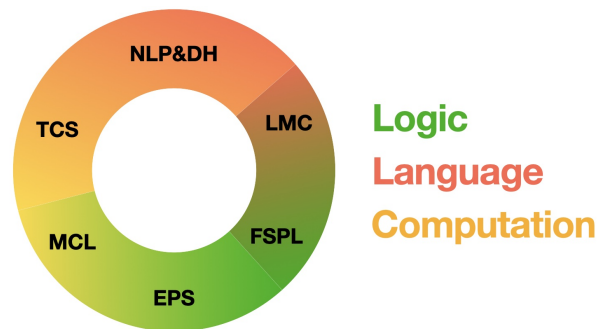 NLP&DH
TCS
LMC
MCL
FSPL
EPS
Logic
Language
Computation